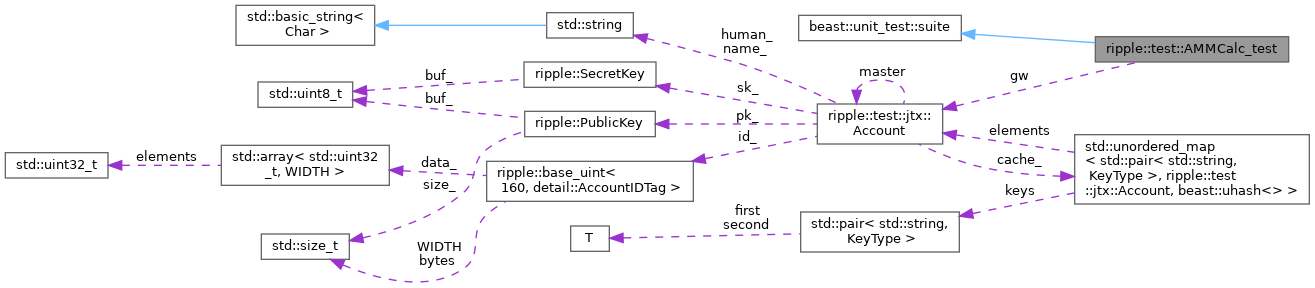 std::basic_string<
Char >
std::string
beast::unit_test::suite
ripple::test::AMMCalc_test
human_
name_
gw
master
ripple::SecretKey
buf_
sk_
std::uint8_t
buf_
ripple::PublicKey
pk_
ripple::test::jtx::
Account
elements
id_
std::uint32_t
elements
std::array< std::uint32
_t, WIDTH >
data_
size_
ripple::base_uint<
160, detail::AccountIDTag >
cache_
std::unordered_map
< std::pair< std::string,
KeyType >, ripple::test
::jtx::Account, beast::uhash<> >
keys
first
second
T
std::pair< std::string,
KeyType >
std::size_t
WIDTH
bytes